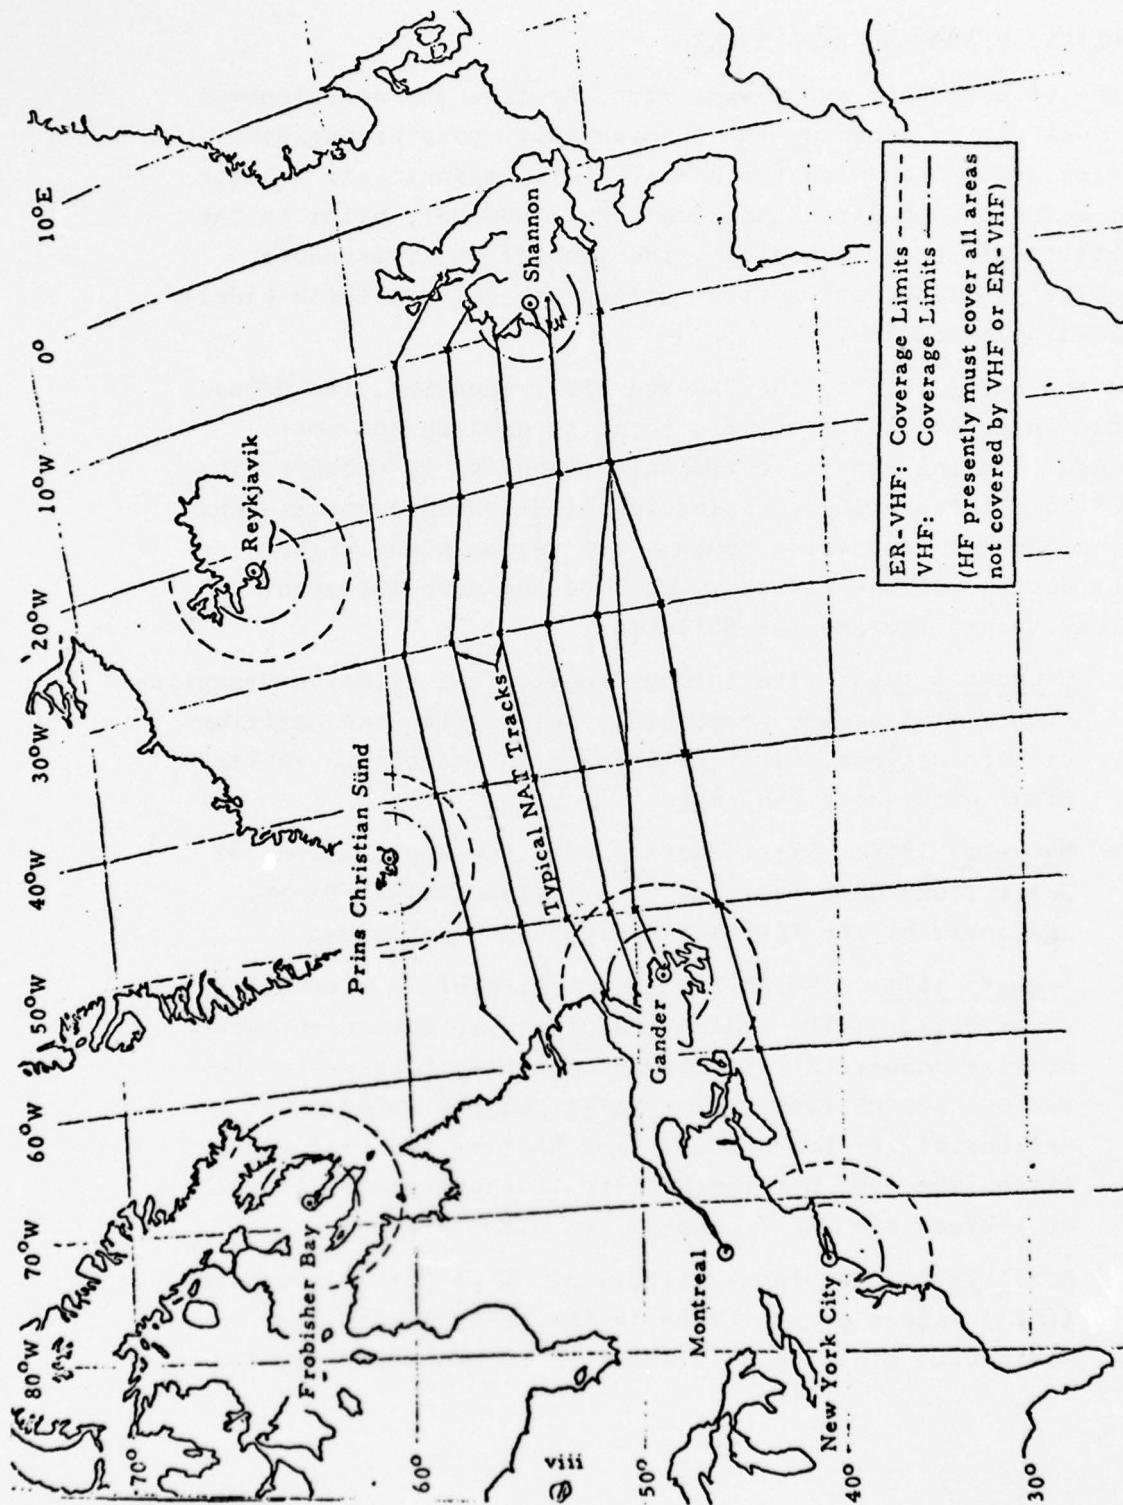 80°W
70°W
60°W
50°W
40°W
30°W
20°W
10°W
0°
10°E
70°
60°
50°
40°
30°
Frobisher Bay
Prins Christian Sünd
Reykjavik
Shannon
Typical NAT Tracks
Gander
Montreal
New York City
ER-VHF: Coverage Limits ----
VHF: Coverage Limits —·—
(HF presently must cover all areas
not covered by VHF or ER-VHF)
viii